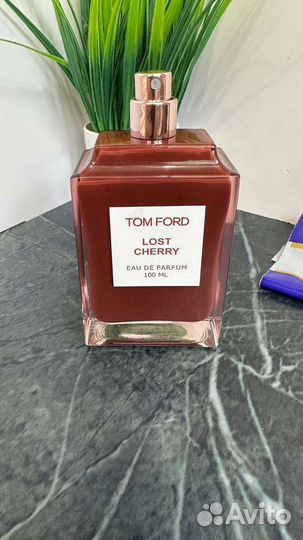 TOM FORD
LOST
CHERRY
EAU DE PARFUM
100 ML
Avito